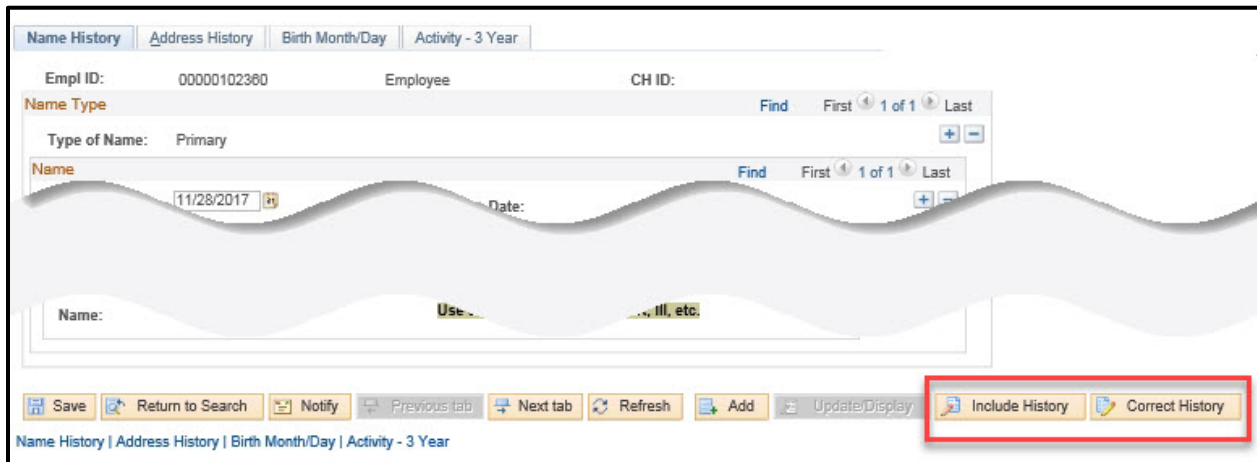 Name History Address History Birth Month/Day Activity - 3 Year
Empl ID: 00000102360 Employee CH ID:
Name Type Find First 1 of 1 Last
Type of Name: Primary
Name Find First 1 of 1 Last
11/28/2017 Date:
Name: Use III, etc.
Save Return to Search Notify Previous tab Next tab Refresh Add Update/Display Include History Correct History
Name History | Address History | Birth Month/Day | Activity - 3 Year